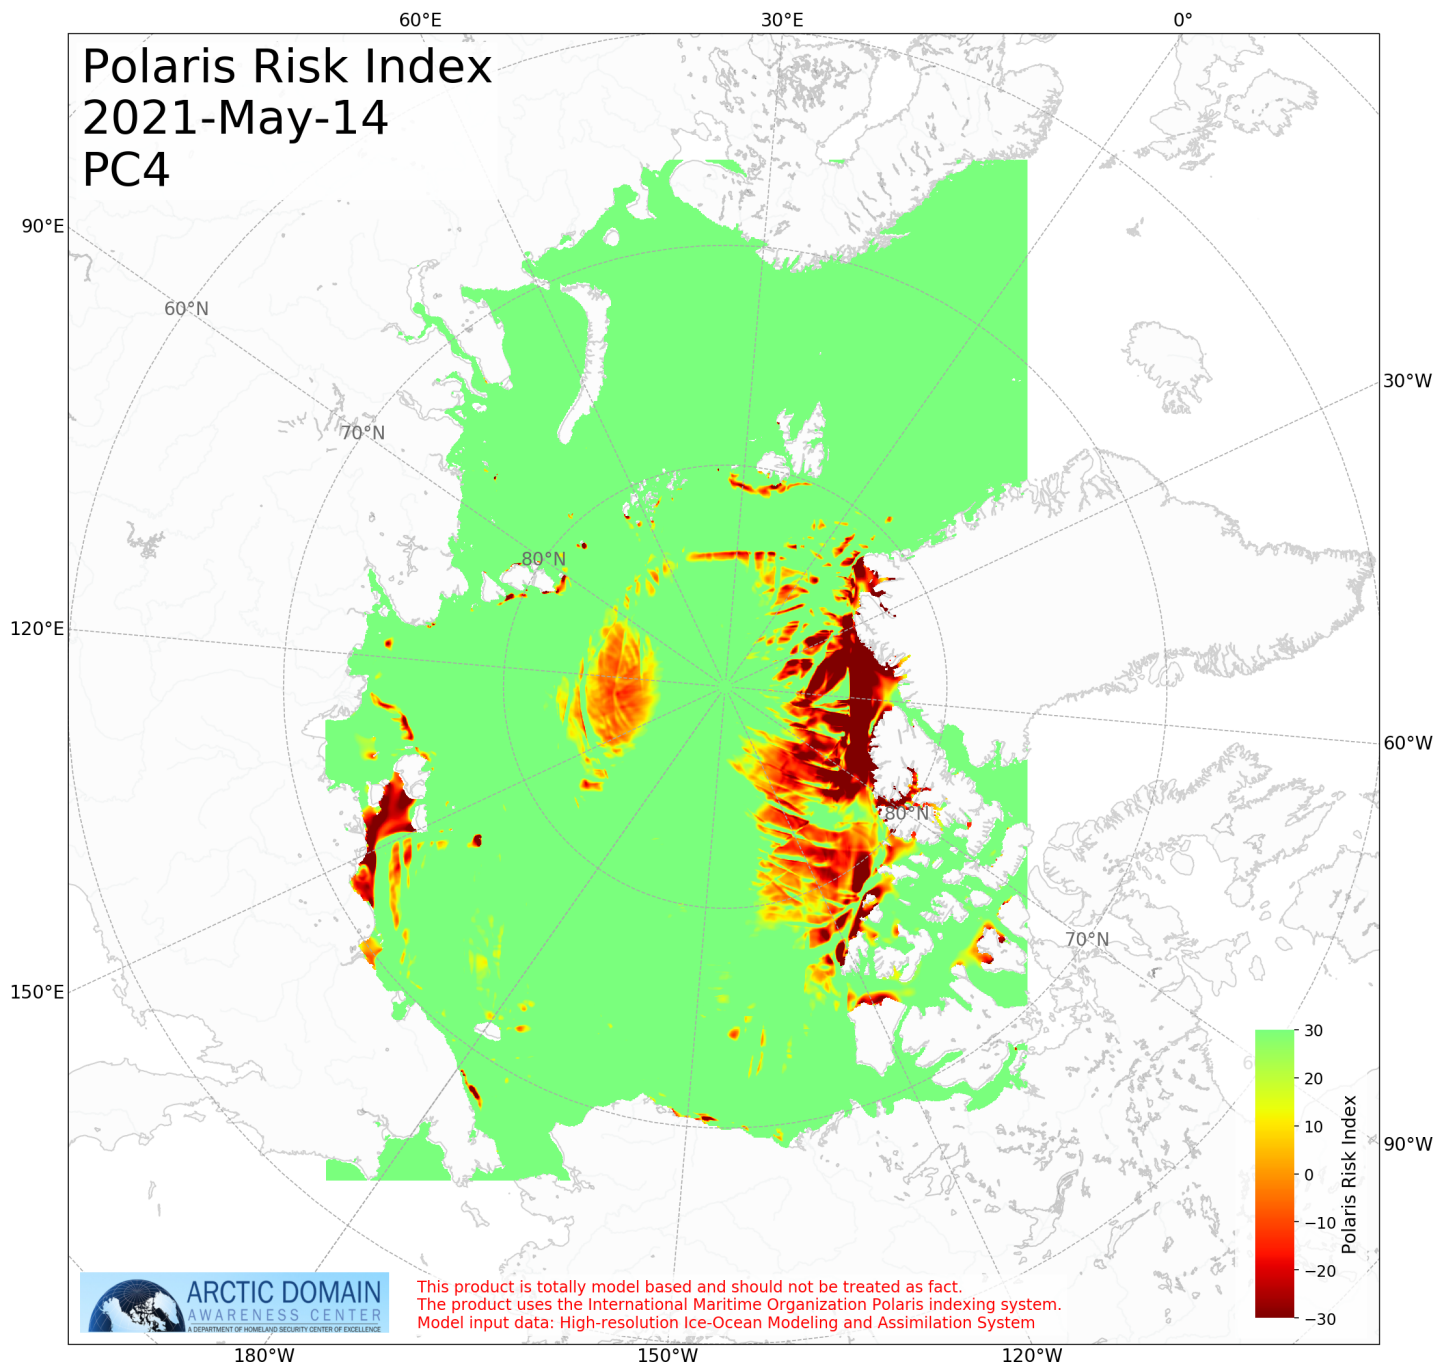 60°E
30°E
0°
Polaris Risk Index
2021-May-14
PC4
90°E
60°N
30°W
70°N
80°N
120°E
60°W
80°N
70°N
150°E
30
20
10
0
−10
−20
−30
Polaris Risk Index
90°W
ARCTIC DOMAIN
AWARENESS CENTER
A DEPARTMENT OF HOMELAND SECURITY CENTER OF EXCELLENCE
This product is totally model based and should not be treated as fact.
The product uses the International Maritime Organization Polaris indexing system.
Model input data: High-resolution Ice-Ocean Modeling and Assimilation System
180°W
150°W
120°W